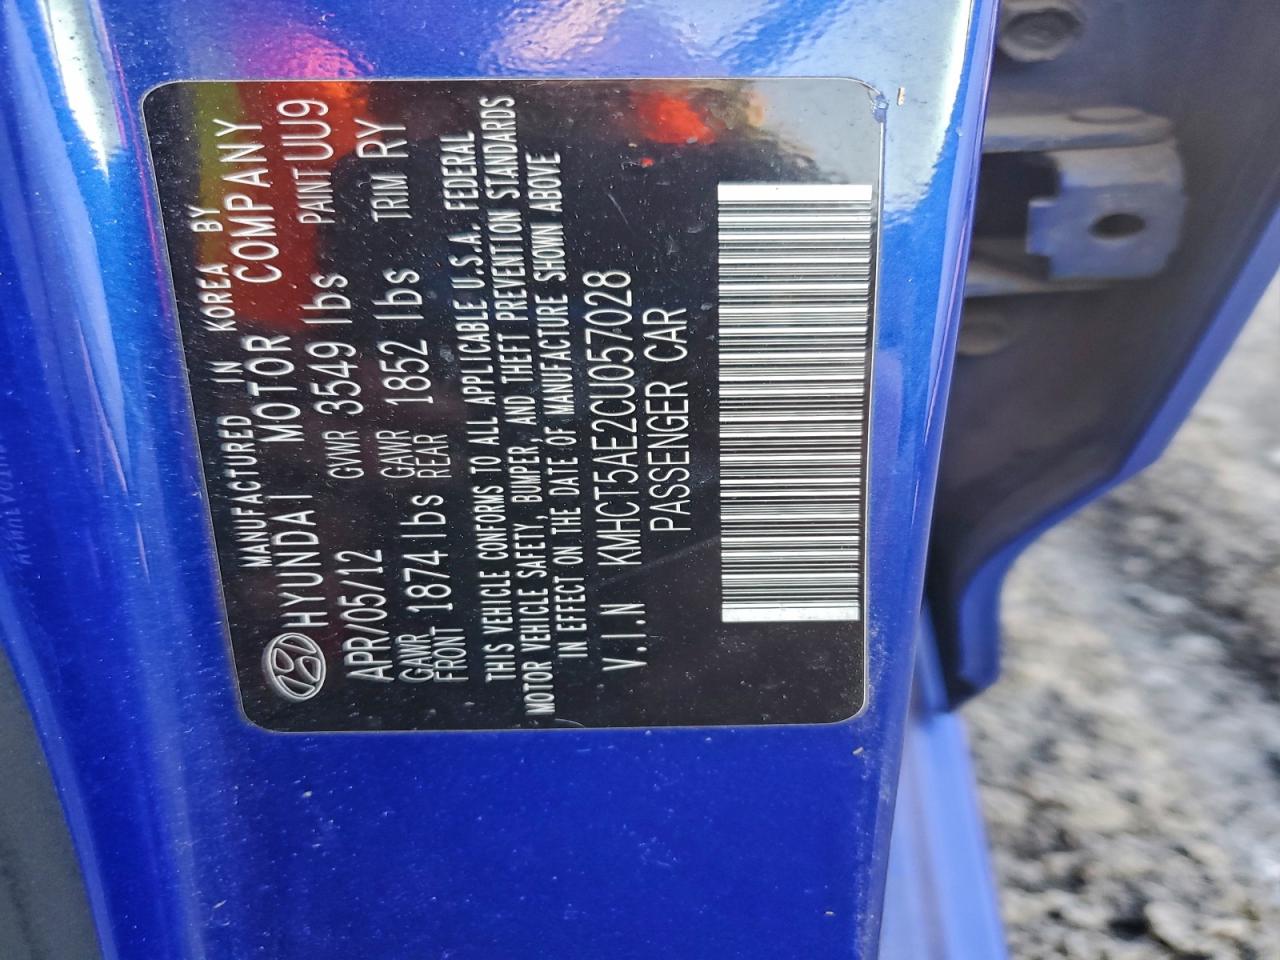 MANUFACTURED IN KOREA BY
HYUNDAI MOTOR COMPANY
APR/05/12 GVWR 3549 lbs PAINT UU9
GAWR FRONT 1874 lbs GAWR REAR 1852 lbs TRIM RY
THIS VEHICLE CONFORMS TO ALL APPLICABLE U.S.A. FEDERAL
MOTOR VEHICLE SAFETY, BUMPER, AND THEFT PREVENTION STANDARDS
IN EFFECT ON THE DATE OF MANUFACTURE SHOWN ABOVE
V.I.N KMHCT5AE2CU057028
PASSENGER CAR